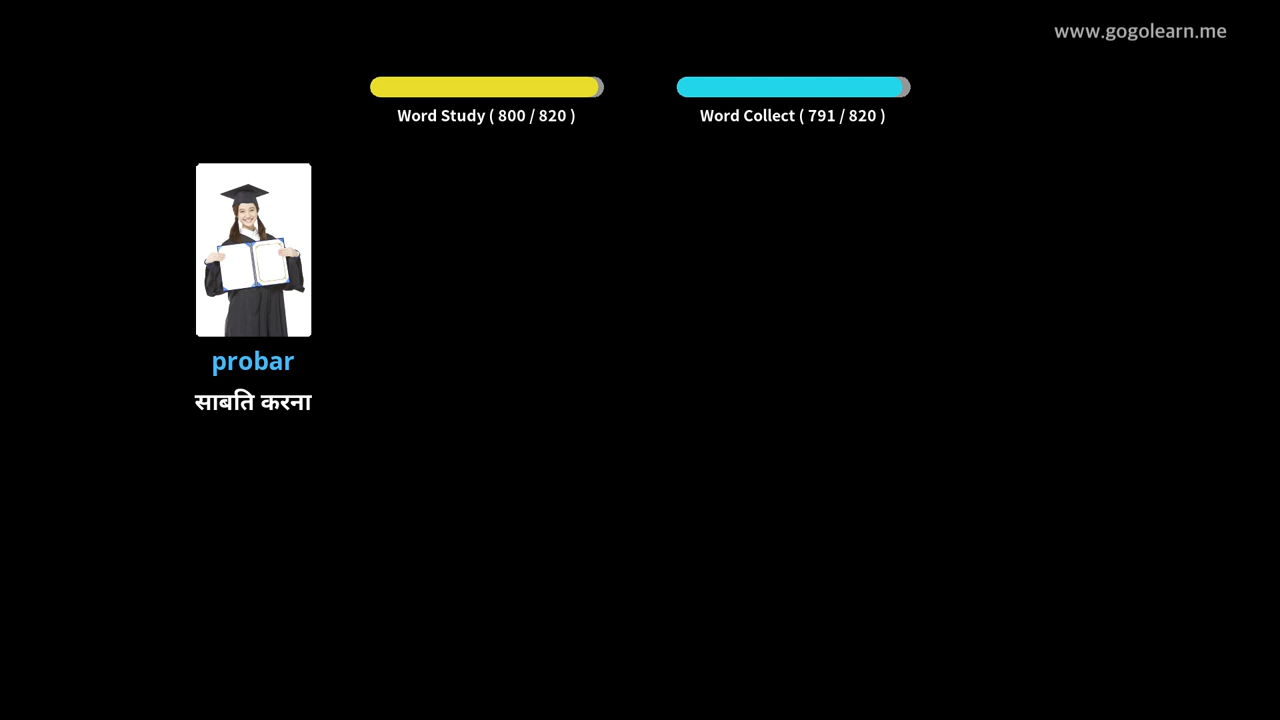 www.gogolearn.me
Word Study ( 800 / 820 )
Word Collect ( 791 / 820 )
probar
साबति करना